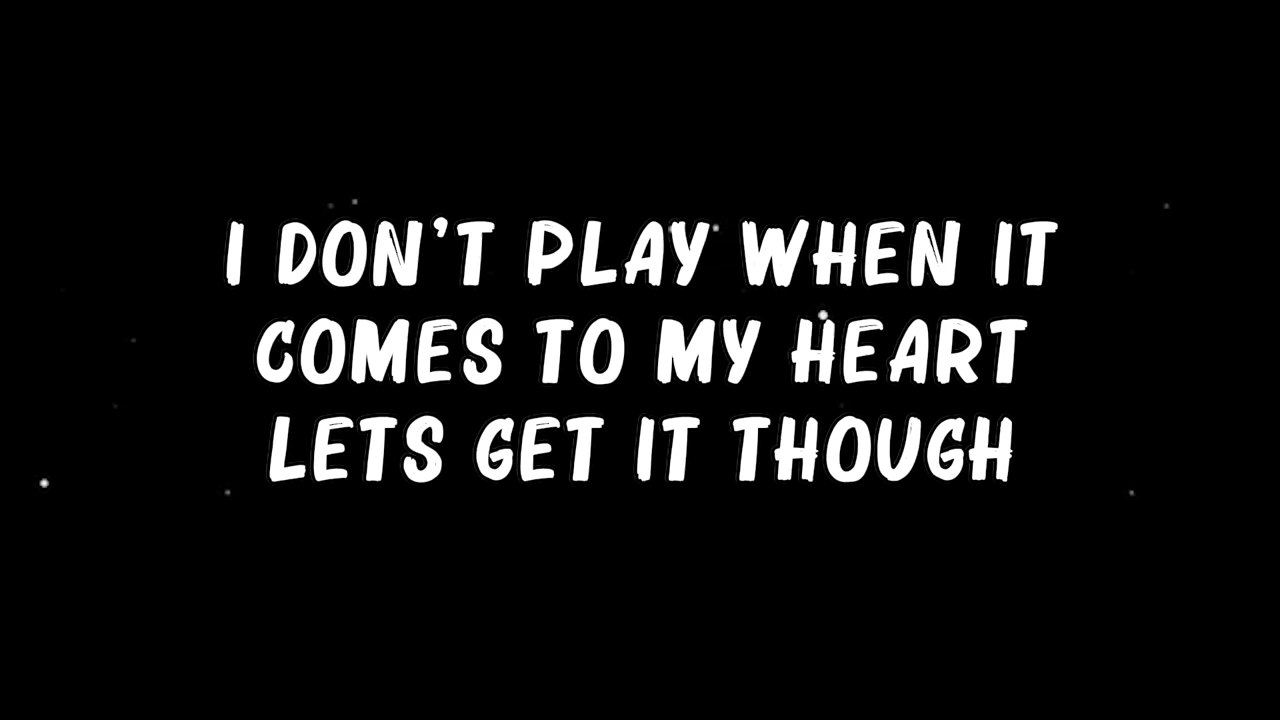 I DON'T PLAY WHEN IT
COMES TO MY HEART
LETS GET IT THOUGH